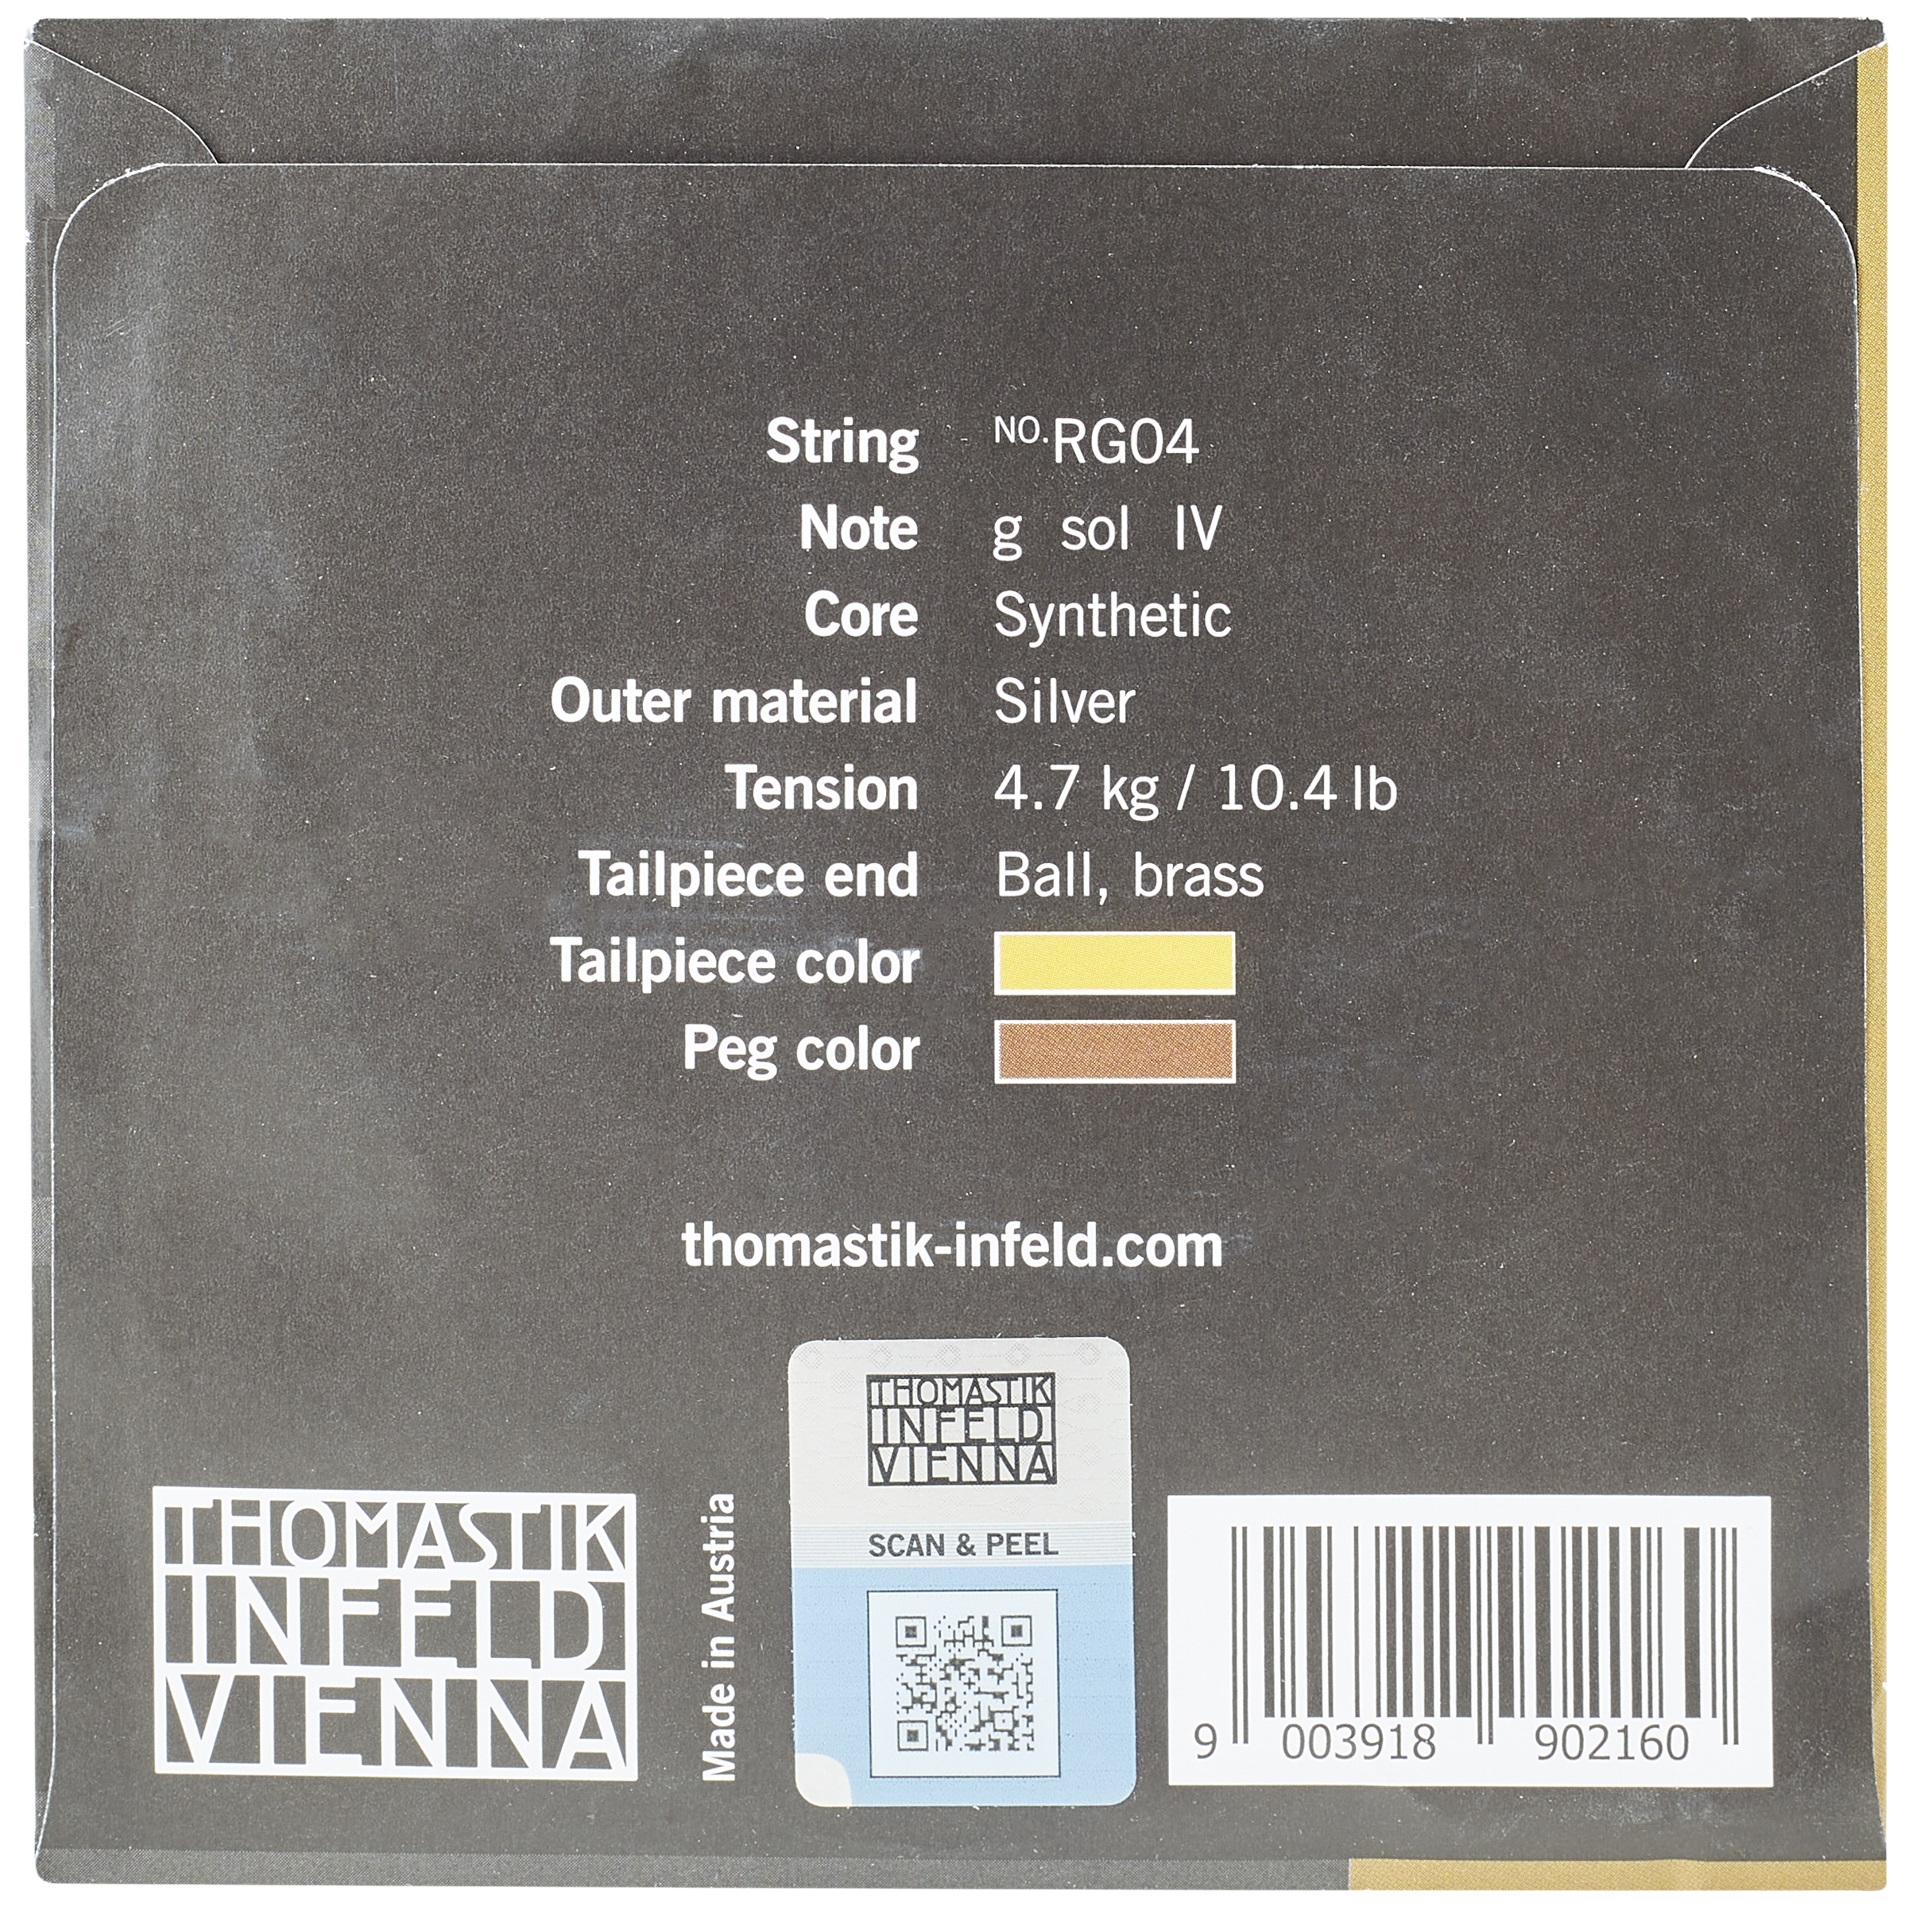 String NO.RG04
Note g sol IV
Core Synthetic
Outer material Silver
Tension 4.7 kg / 10.4 lb
Tailpiece end Ball, brass
Tailpiece color
Peg color
thomastik-infeld.com
THOMASTIK
INFELD
VIENNA
Made in Austria
THOMASTIK
INFELD
VIENNA
SCAN & PEEL
9 003918 902160